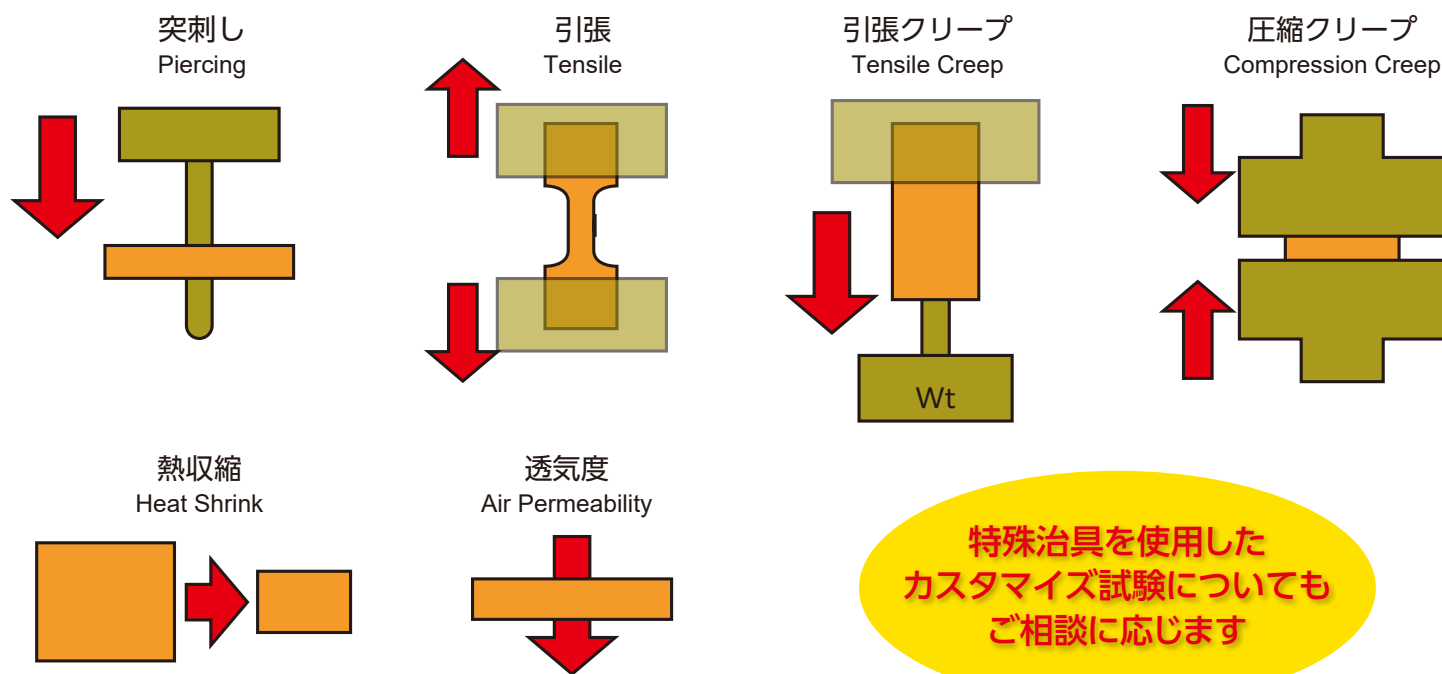 突刺し
Piercing
引張
Tensile
引張クリープ
Tensile Creep
圧縮クリープ
Compression Creep
Wt
熱収縮
Heat Shrink
透気度
Air Permeability
特殊治具を使用した
カスタマイズ試験についても
ご相談に応じます